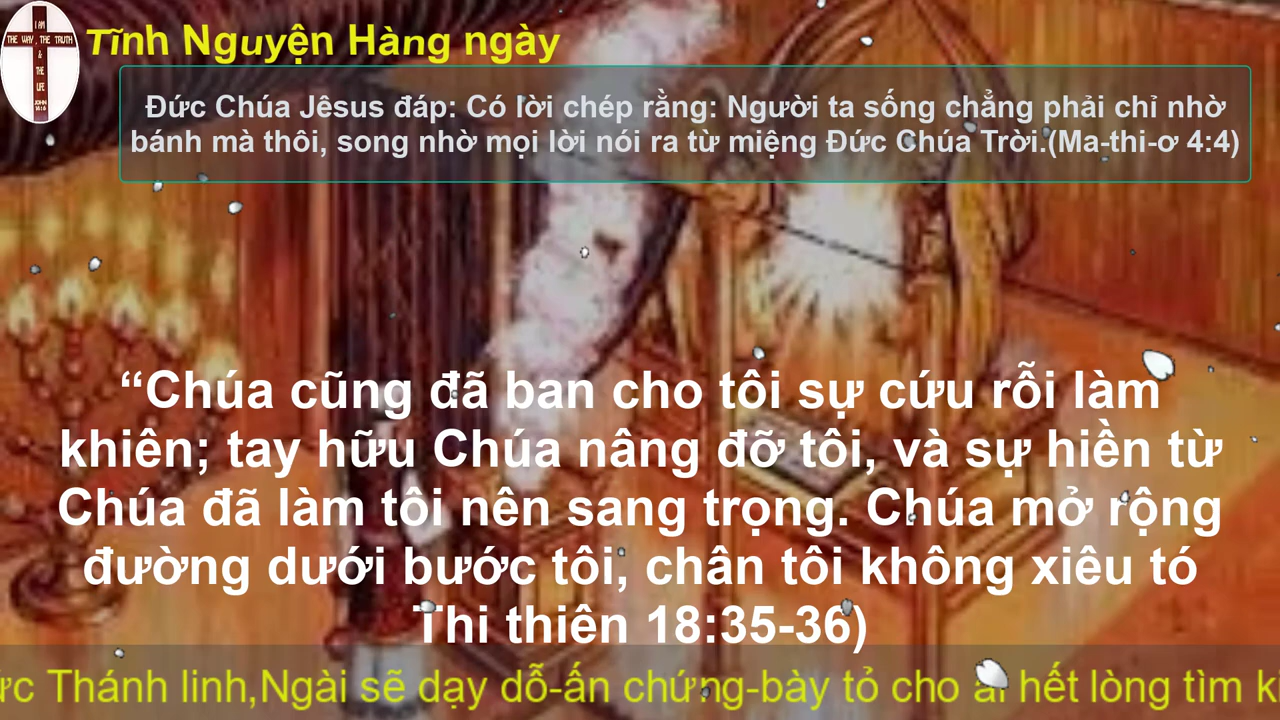 I AM
THE WAY, THE TRUTH
&
THE
LIFE
JOHN
Tĩnh Nguyện Hàng ngày
Đức Chúa Jêsus đáp: Có lời chép rằng: Người ta sống chẳng phải chỉ nhờ
bánh mà thôi, song nhờ mọi lời nói ra từ miệng Đức Chúa Trời.(Ma-thi-ơ 4:4)
“Chúa cũng đã ban cho tôi sự cứu rỗi làm
khiên; tay hữu Chúa nâng đỡ tôi, và sự hiền từ
Chúa đã làm tôi nên sang trọng. Chúa mở rộng
đường dưới bước tôi, chân tôi không xiêu tó
Thi thiên 18:35-36)
ức Thánh linh,Ngài sẽ dạy dỗ-ấn chứng-bày tỏ cho ai hết lòng tìm k